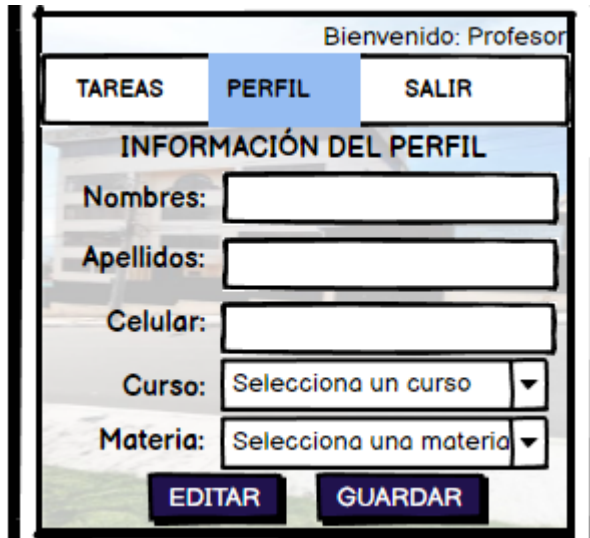 Bienvenido: Profesor
TAREAS PERFIL SALIR
INFORMACIÓN DEL PERFIL
Nombres:
Apellidos:
Celular:
Curso: Selecciona un curso
Materia: Selecciona una materia
EDITAR GUARDAR